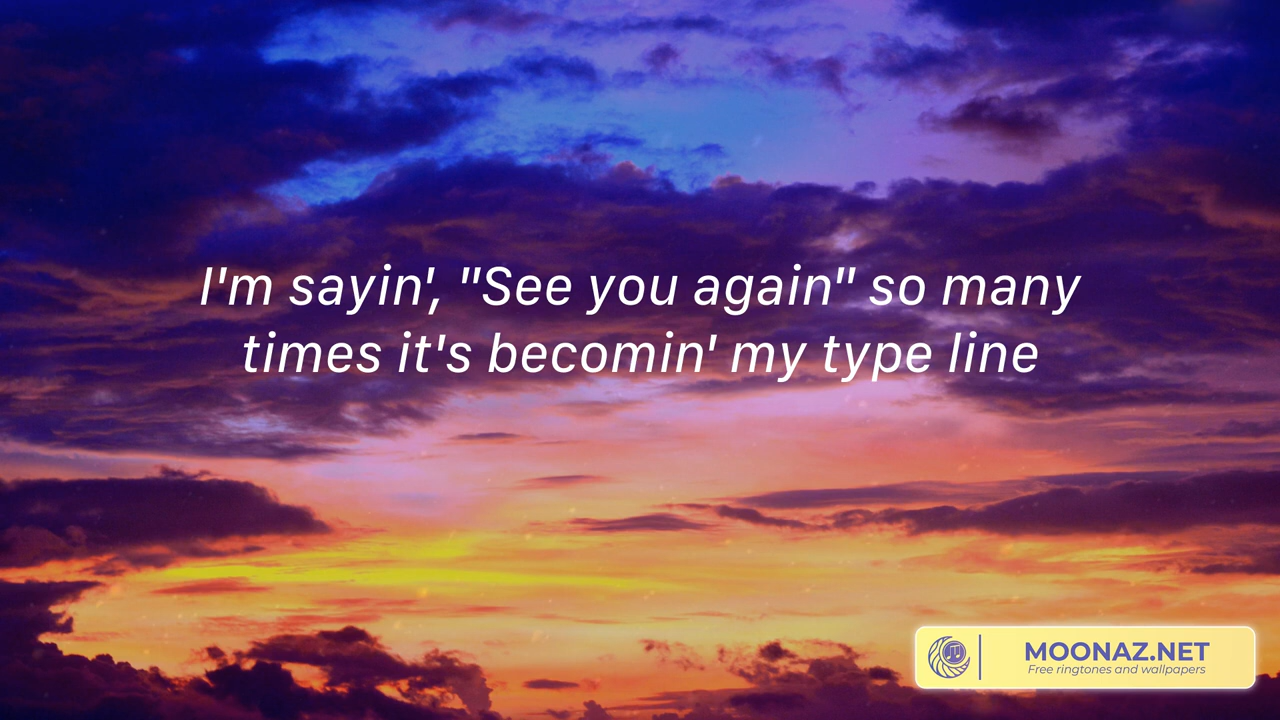 I'm sayin', "See you again" so many
times it's becomin' my type line
MOONAZ.NET
Free ringtones and wallpapers